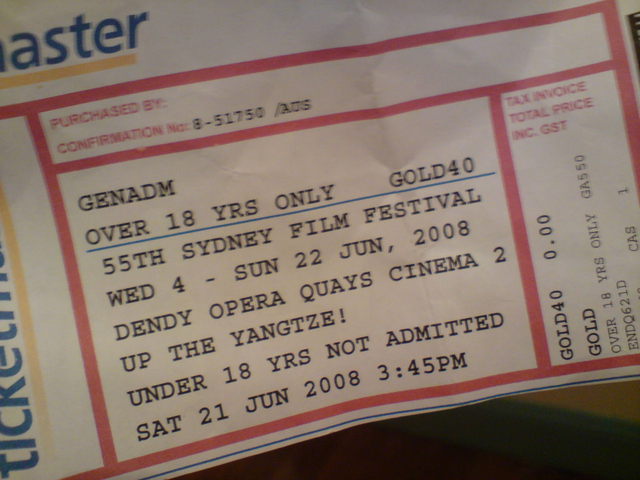 aster
PURCHASED BY:
CONFIRMATION No: 8-51750 /AUS
GENADM
OVER 18 YRS ONLY GOLD40
55TH SYDNEY FILM FESTIVAL
WED 4 - SUN 22 JUN, 2008
DENDY OPERA QUAYS CINEMA 2
UP THE YANGTZE!
UNDER 18 YRS NOT ADMITTED
SAT 21 JUN 2008 3:45PM
TAX INVOICE
TOTAL PRICE
INC. GST
GOLD40 0.00
GOLD
OVER 18 YRS ONLY GA550
ENDQ621D CAS 1
ticketma